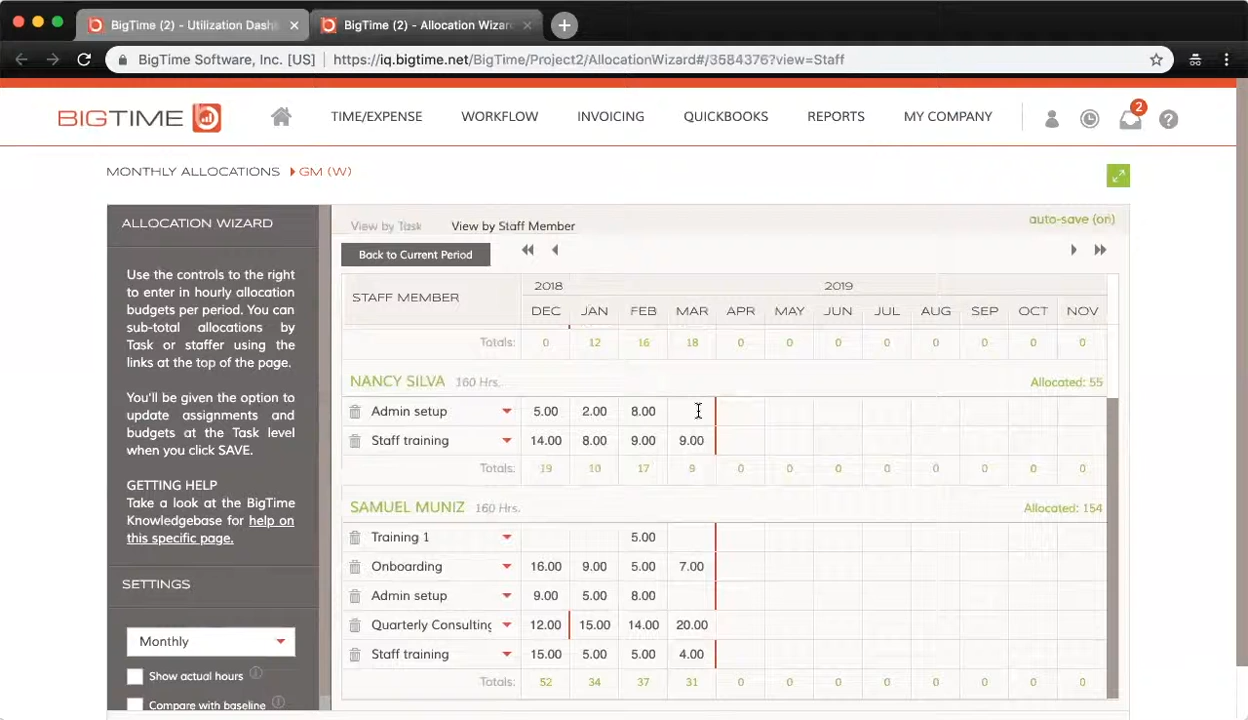 BigTime (2) - Utilization Dash
BigTime (2) - Allocation Wizard
BigTime Software, Inc. [US] https://iq.bigtime.net/BigTime/Project2/AllocationWizard#/3584376?view=Staff
BIGTIME TIME/EXPENSE WORKFLOW INVOICING QUICKBOOKS REPORTS MY COMPANY 2 ?
MONTHLY ALLOCATIONS GM (W)
ALLOCATION WIZARD
Use the controls to the right
to enter in hourly allocation
budgets per period. You can
sub-total allocations by
Task or staffer using the
links at the top of the page.
You'll be given the option to
update assignments and
budgets at the Task level
when you click SAVE.
GETTING HELP
Take a look at the BigTime
Knowledgebase for help on
this specific page.
SETTINGS
Monthly
Show actual hours
Compare with baseline
View by Task View by Staff Member auto-save (on)
Back to Current Period
STAFF MEMBER 2018 2019
DEC JAN FEB MAR APR MAY JUN JUL AUG SEP OCT NOV
Totals: 0 12 16 18 0 0 0 0 0 0 0 0
NANCY SILVA 160 Hrs. Allocated: 55
Admin setup 5.00 2.00 8.00
Staff training 14.00 8.00 9.00 9.00
Totals: 19 10 17 9 0 0 0 0 0 0 0 0
SAMUEL MUNIZ 160 Hrs. Allocated: 154
Training 1 5.00
Onboarding 16.00 9.00 5.00 7.00
Admin setup 9.00 5.00 8.00
Quarterly Consulting 12.00 15.00 14.00 20.00
Staff training 15.00 5.00 5.00 4.00
Totals: 52 34 37 31 0 0 0 0 0 0 0 0